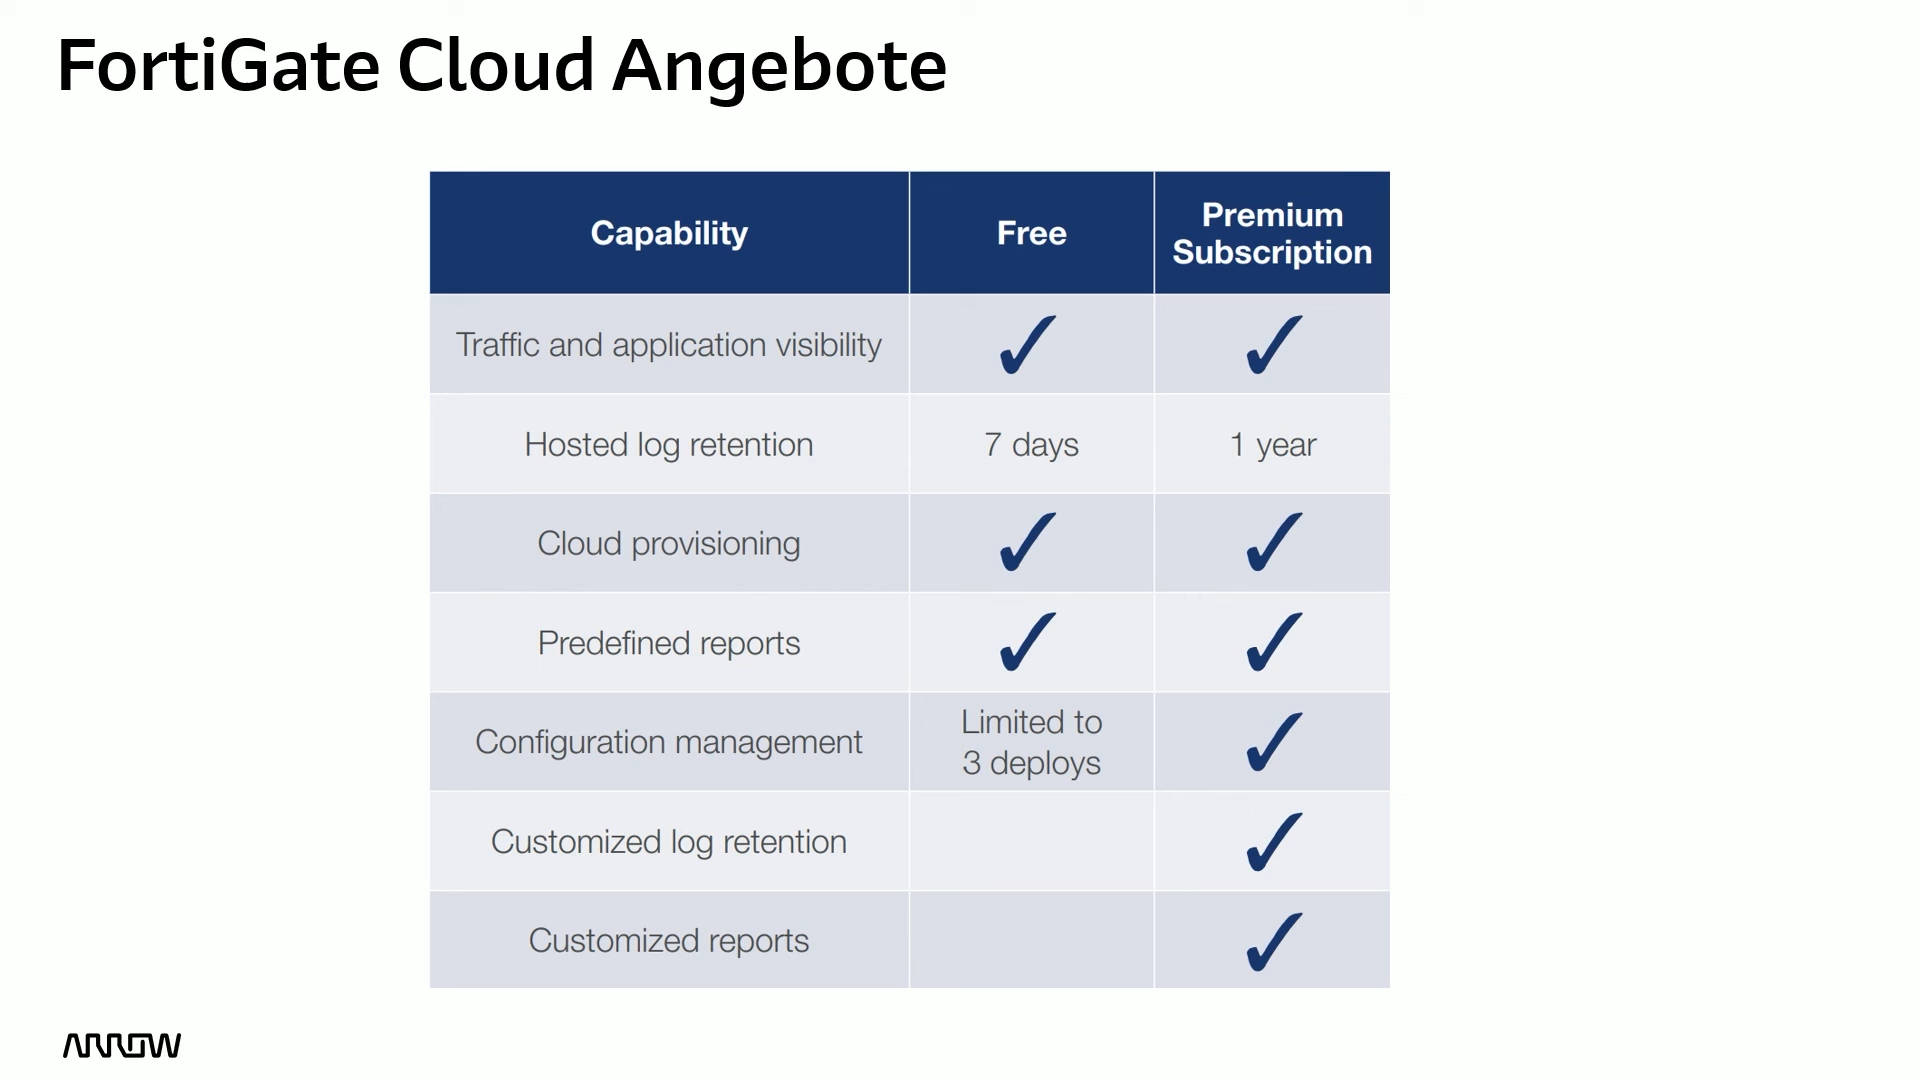 FortiGate Cloud Angebote
Capability
Free
Premium
Subscription
Traffic and application visibility
✓
✓
Hosted log retention
7 days
1 year
Cloud provisioning
✓
✓
Predefined reports
✓
✓
Configuration management
Limited to
3 deploys
✓
Customized log retention
✓
Customized reports
✓
ARROW